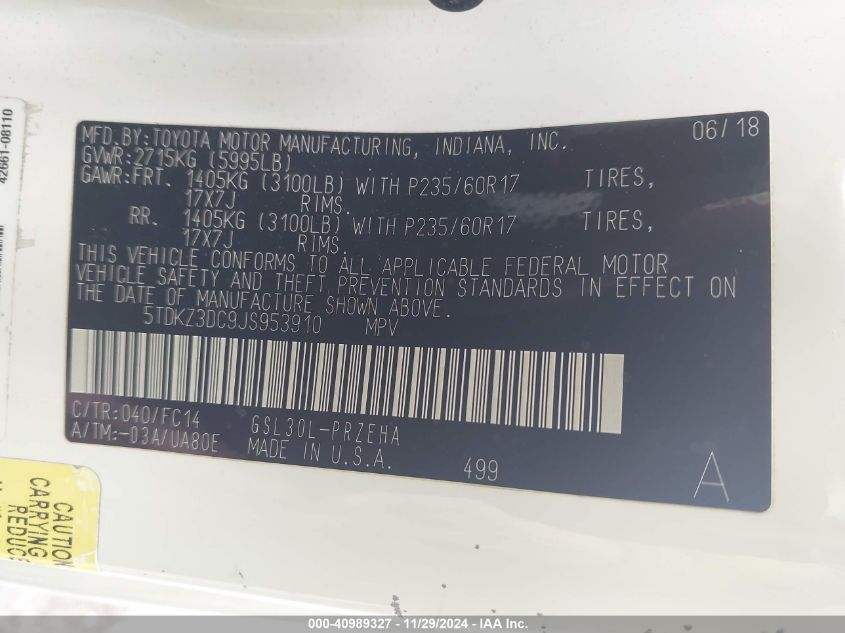 42661-08110
MFD.BY:TOYOTA MOTOR MANUFACTURING, INDIANA, INC. 06/18
GVWR:2715KG (5995LB)
GAWR:FRT. 1405KG (3100LB) WITH P235/60R17 TIRES,
17X7J RIMS.
RR. 1405KG (3100LB) WITH P235/60R17 TIRES,
17X7J RIMS.
THIS VEHICLE CONFORMS TO ALL APPLICABLE FEDERAL MOTOR
VEHICLE SAFETY AND THEFT PREVENTION STANDARDS IN EFFECT ON
THE DATE OF MANUFACTURE SHOWN ABOVE.
5TDKZ3DC9JS953910 MPV
C/TR:040/FC14 GSL30L-PRZEHA
A/TM:-03A/UA80E MADE IN U.S.A. 499 A
CAUTION
CARRYING
REDUCE
000-40989327 - 11/29/2024 - IAA Inc.